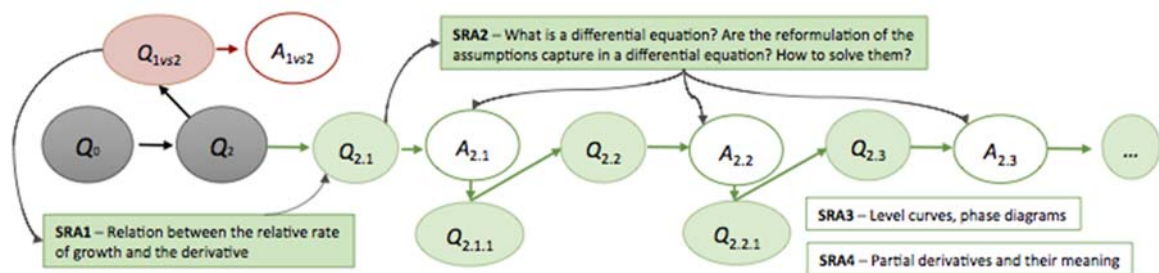 SRA2 – What is a differential equation? Are the reformulation of the
assumptions capture in a differential equation? How to solve them?
Q1vs2
A1vs2
Q0
Q2
Q2.1
A2.1
Q2.2
A2.2
Q2.3
A2.3
...
Q2.1.1
Q2.2.1
SRA1 – Relation between the relative rate
of growth and the derivative
SRA3 – Level curves, phase diagrams
SRA4 – Partial derivatives and their meaning